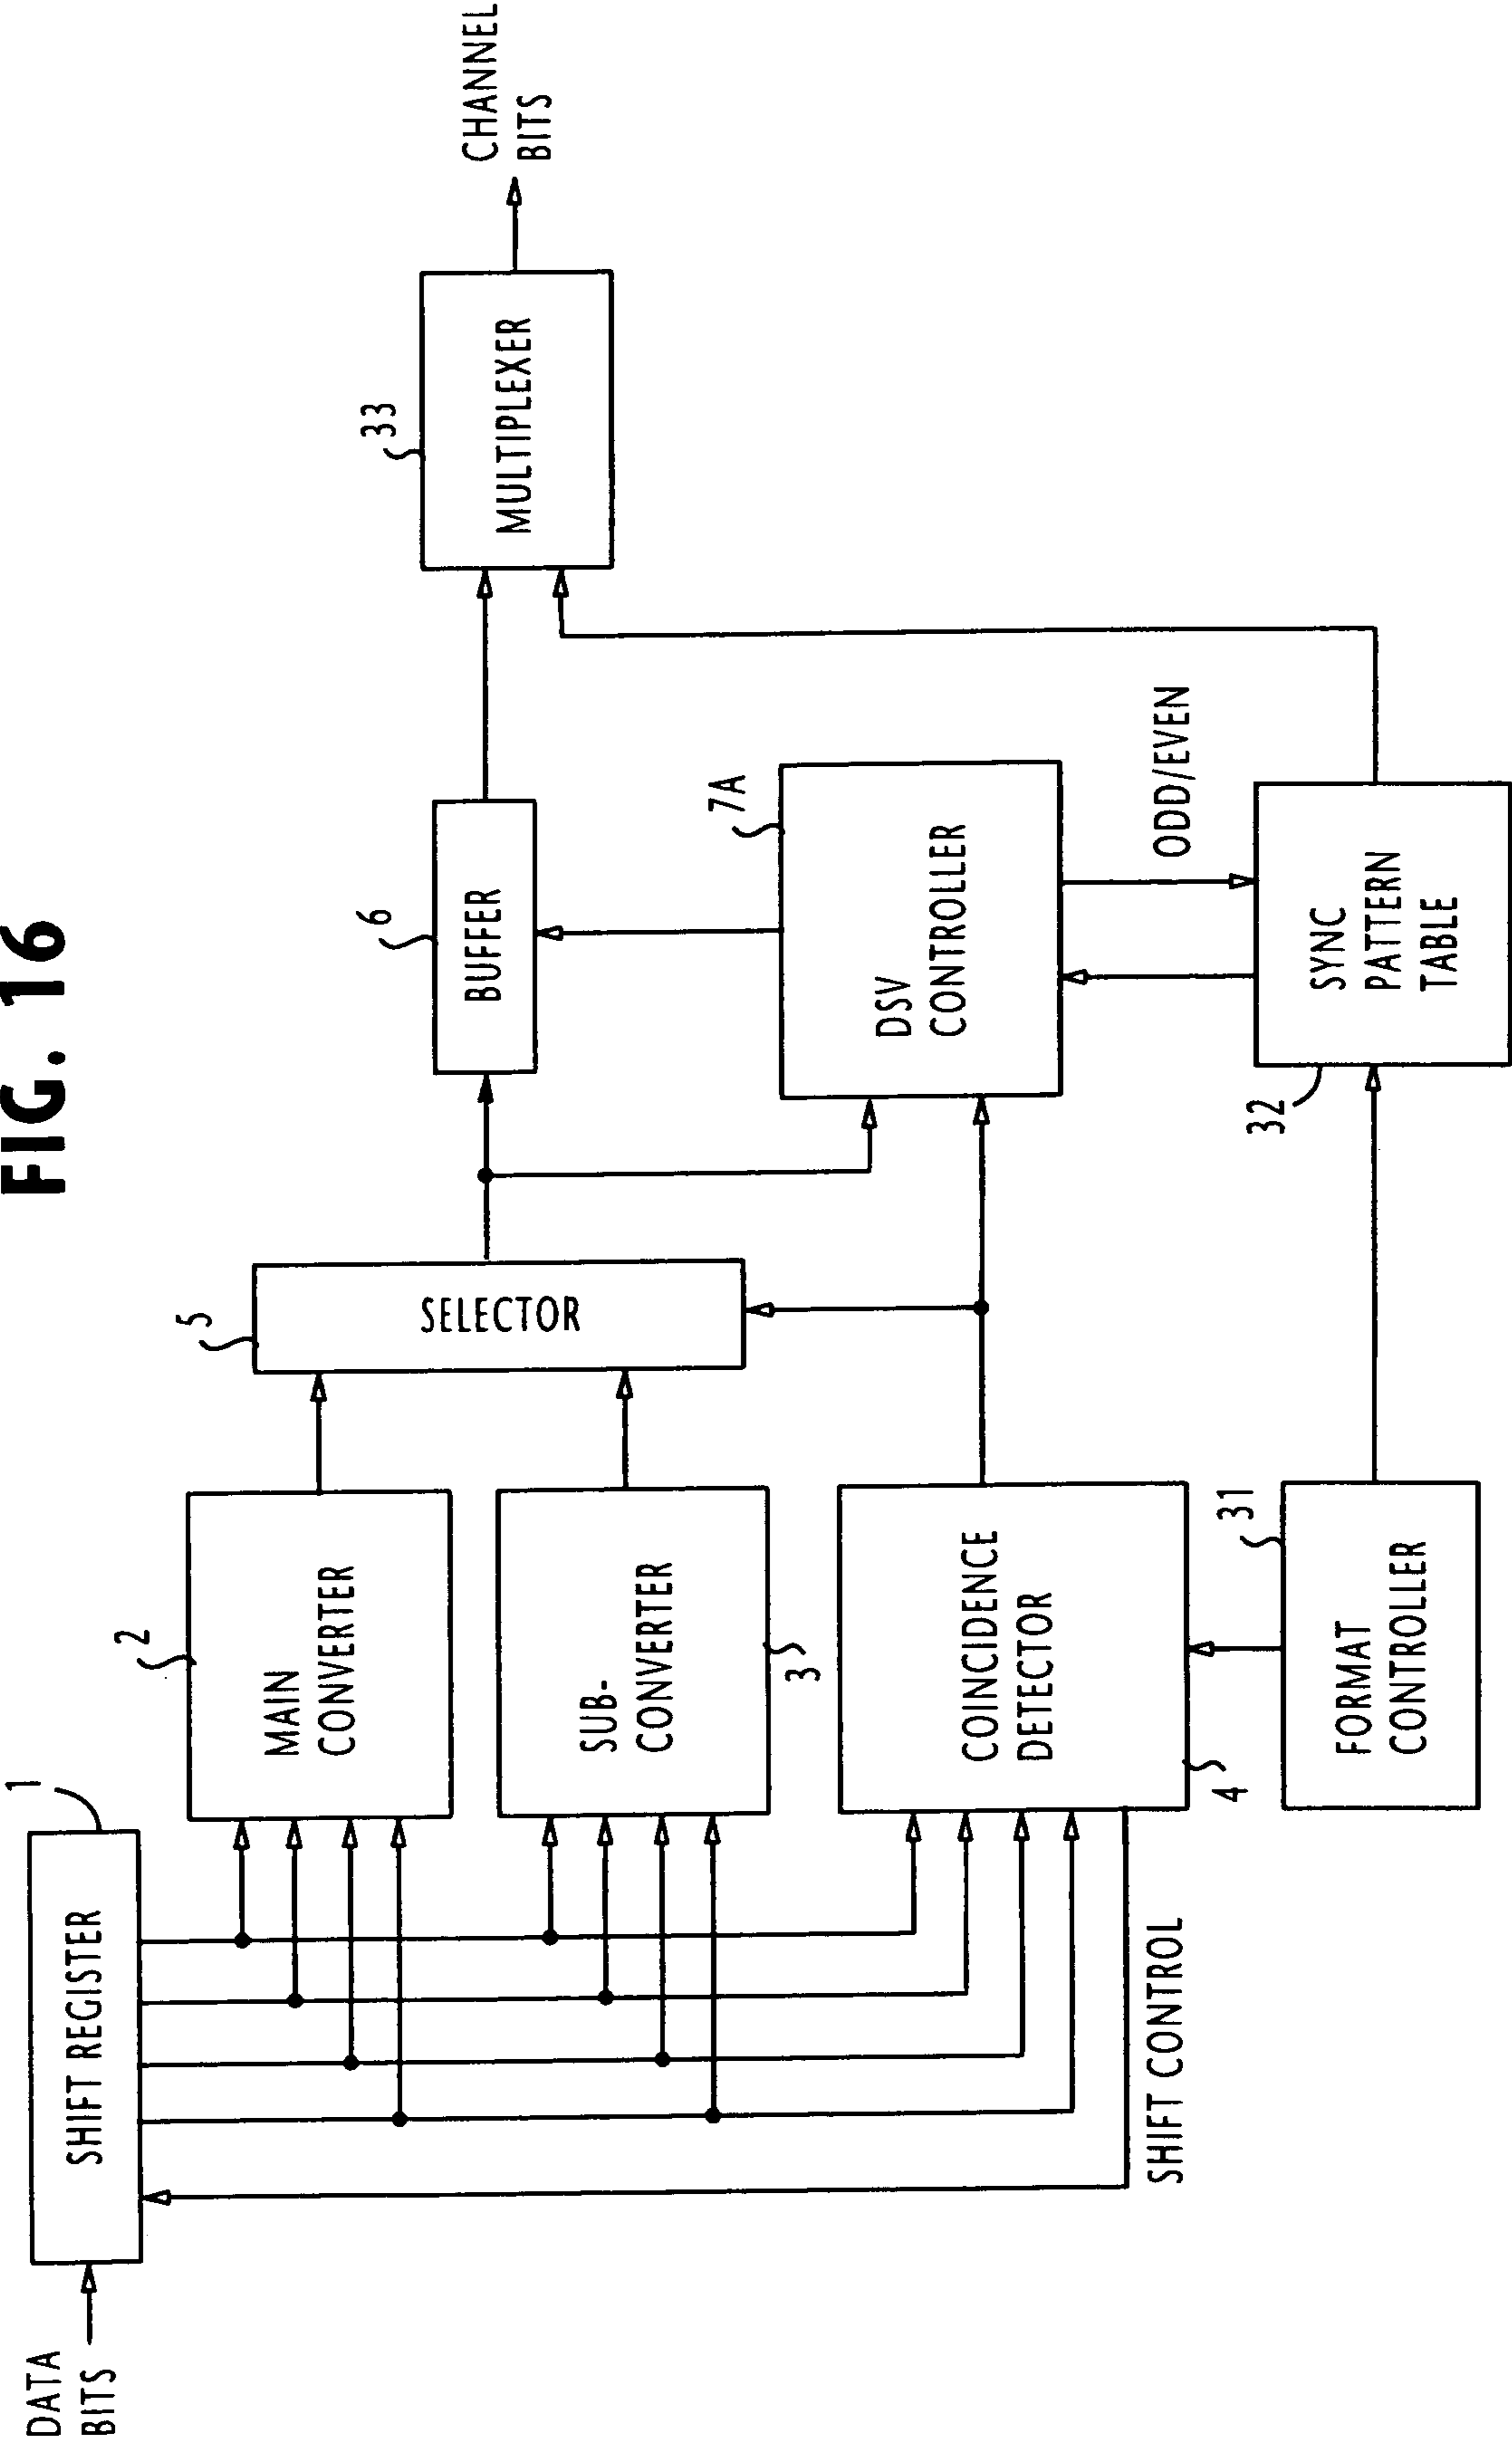 FIG. 16
DATA
BITS
SHIFT REGISTER
1
2
MAIN
CONVERTER
SUB-
CONVERTER
3
COINCIDENCE
DETECTOR
4
SHIFT CONTROL
31
FORMAT
CONTROLLER
5
SELECTOR
6
BUFFER
7A
DSV
CONTROLLER
ODD/EVEN
32
SYNC
PATTERN
TABLE
33
MULTIPLEXER
CHANNEL
BITS